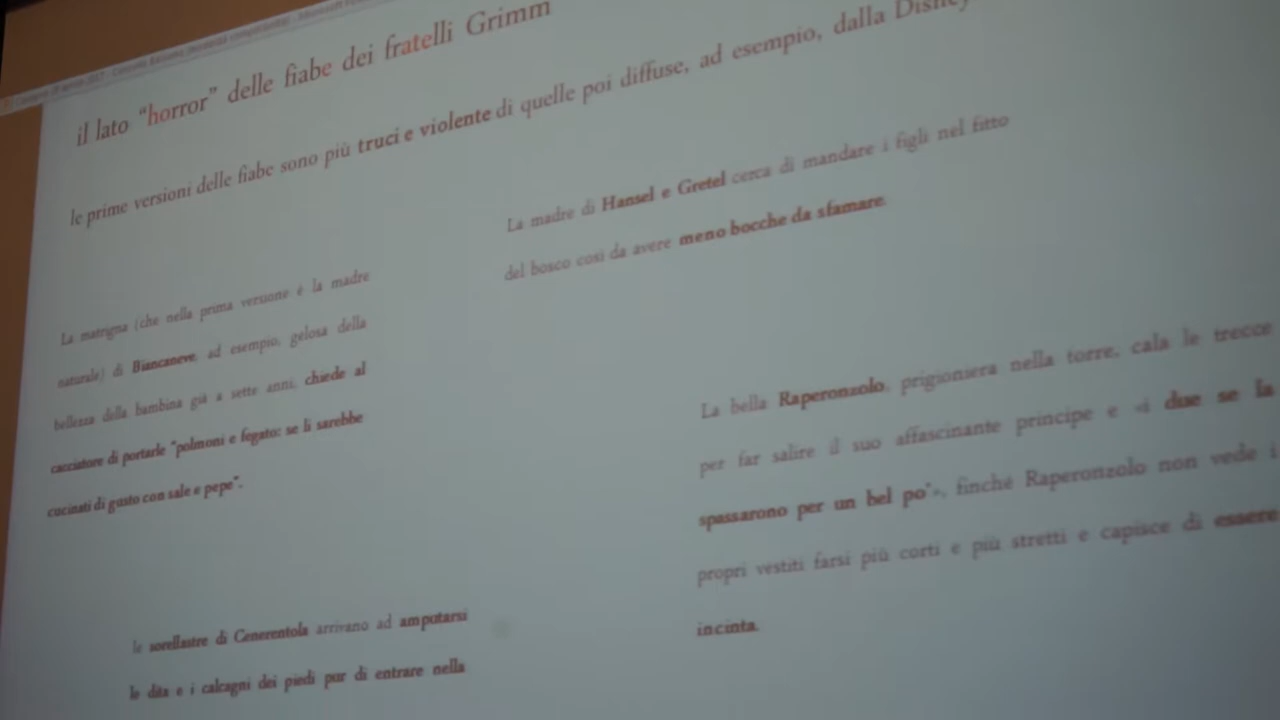 il lato “horror” delle fiabe dei fratelli Grimm
le prime versioni delle fiabe sono più truci e violente di quelle poi diffuse, ad esempio, dalla Disney
La madre di Hansel e Gretel cerca di mandare i figli nel fitto
del bosco così da avere meno bocche da sfamare.
La matrigna (che nella prima versione è la madre
naturale) di Biancaneve, ad esempio, gelosa della
bellezza della bambina già a sette anni, chiede al
cacciatore di portarle “polmoni e fegato: se li sarebbe
cucinati di gusto con sale e pepe”.
La bella Raperonzolo, prigioniera nella torre, cala le trecce
per far salire il suo affascinante principe e «i due se la
spassarono per un bel po'», finché Raperonzolo non vede i
propri vestiti farsi più corti e più stretti e capisce di essere
incinta.
le sorellastre di Cenerentola arrivano ad amputarsi
le dita e i calcagni dei piedi pur di entrare nella